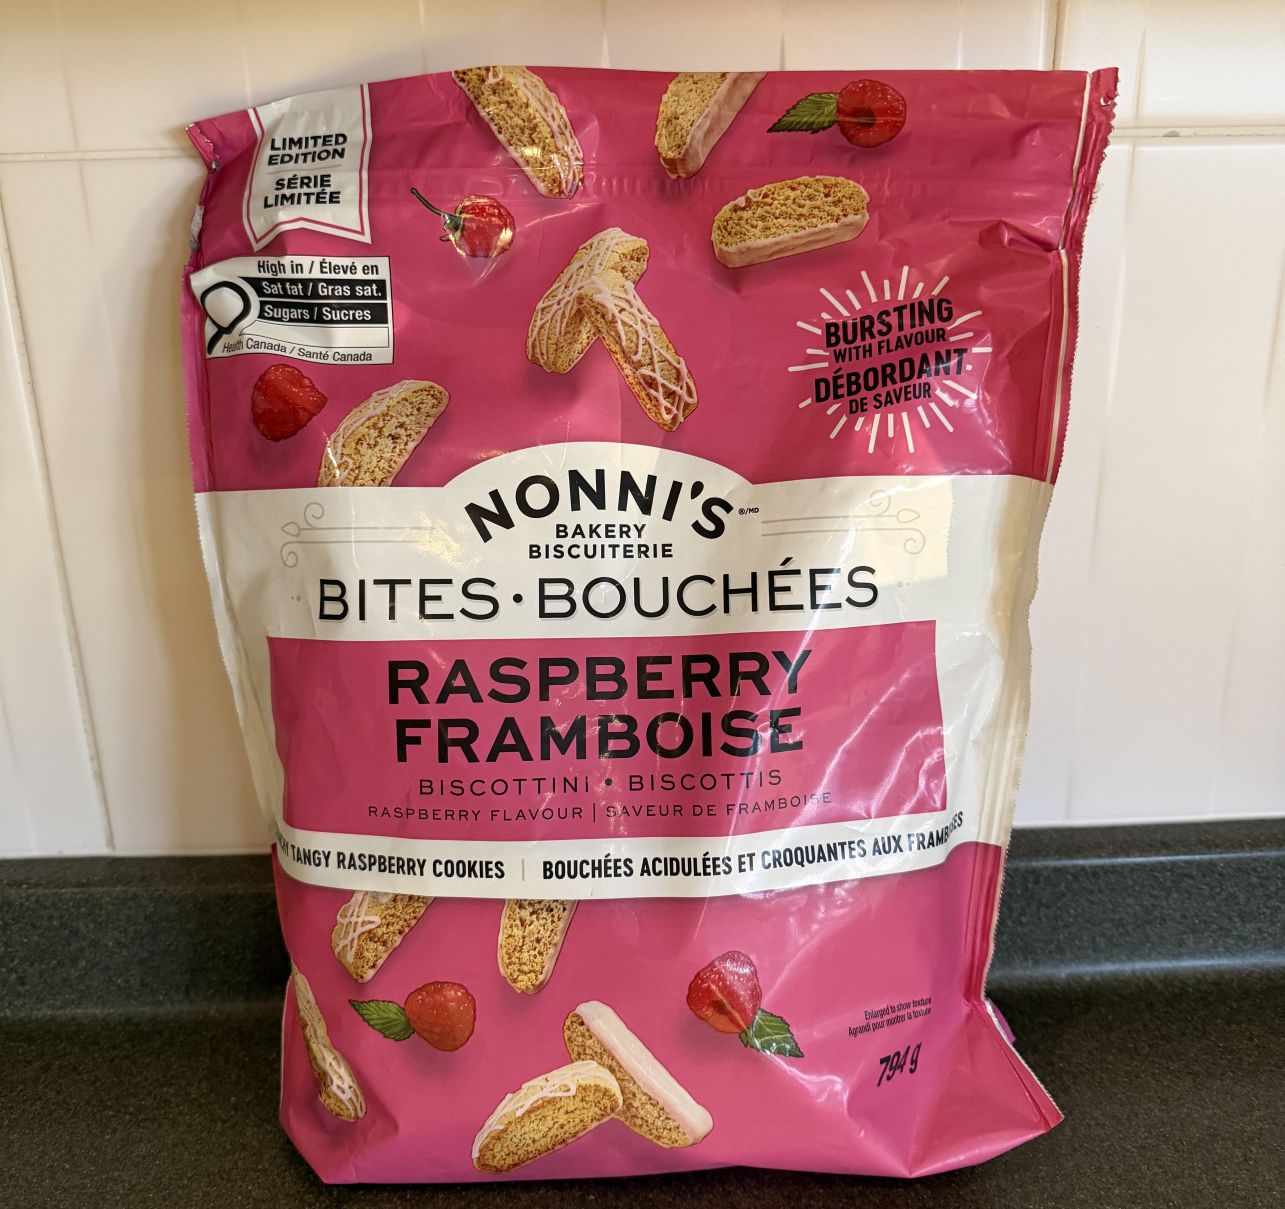 LIMITED
EDITION
SÉRIE
LIMITÉE
High in / Élevé en
Sat fat / Gras sat.
Sugars / Sucres
Health Canada / Santé Canada
BURSTING
WITH FLAVOUR
DÉBORDANT
DE SAVEUR
NONNI'S ®/MD
BAKERY
BISCUITERIE
BITES • BOUCHÉES
RASPBERRY
FRAMBOISE
BISCOTTINI • BISCOTTIS
RASPBERRY FLAVOUR | SAVEUR DE FRAMBOISE
TANGY RASPBERRY COOKIES | BOUCHÉES ACIDULÉES ET CROQUANTES AUX FRAMBOISES
Enlarged to show texture
Agrandi pour montrer la texture
794 g